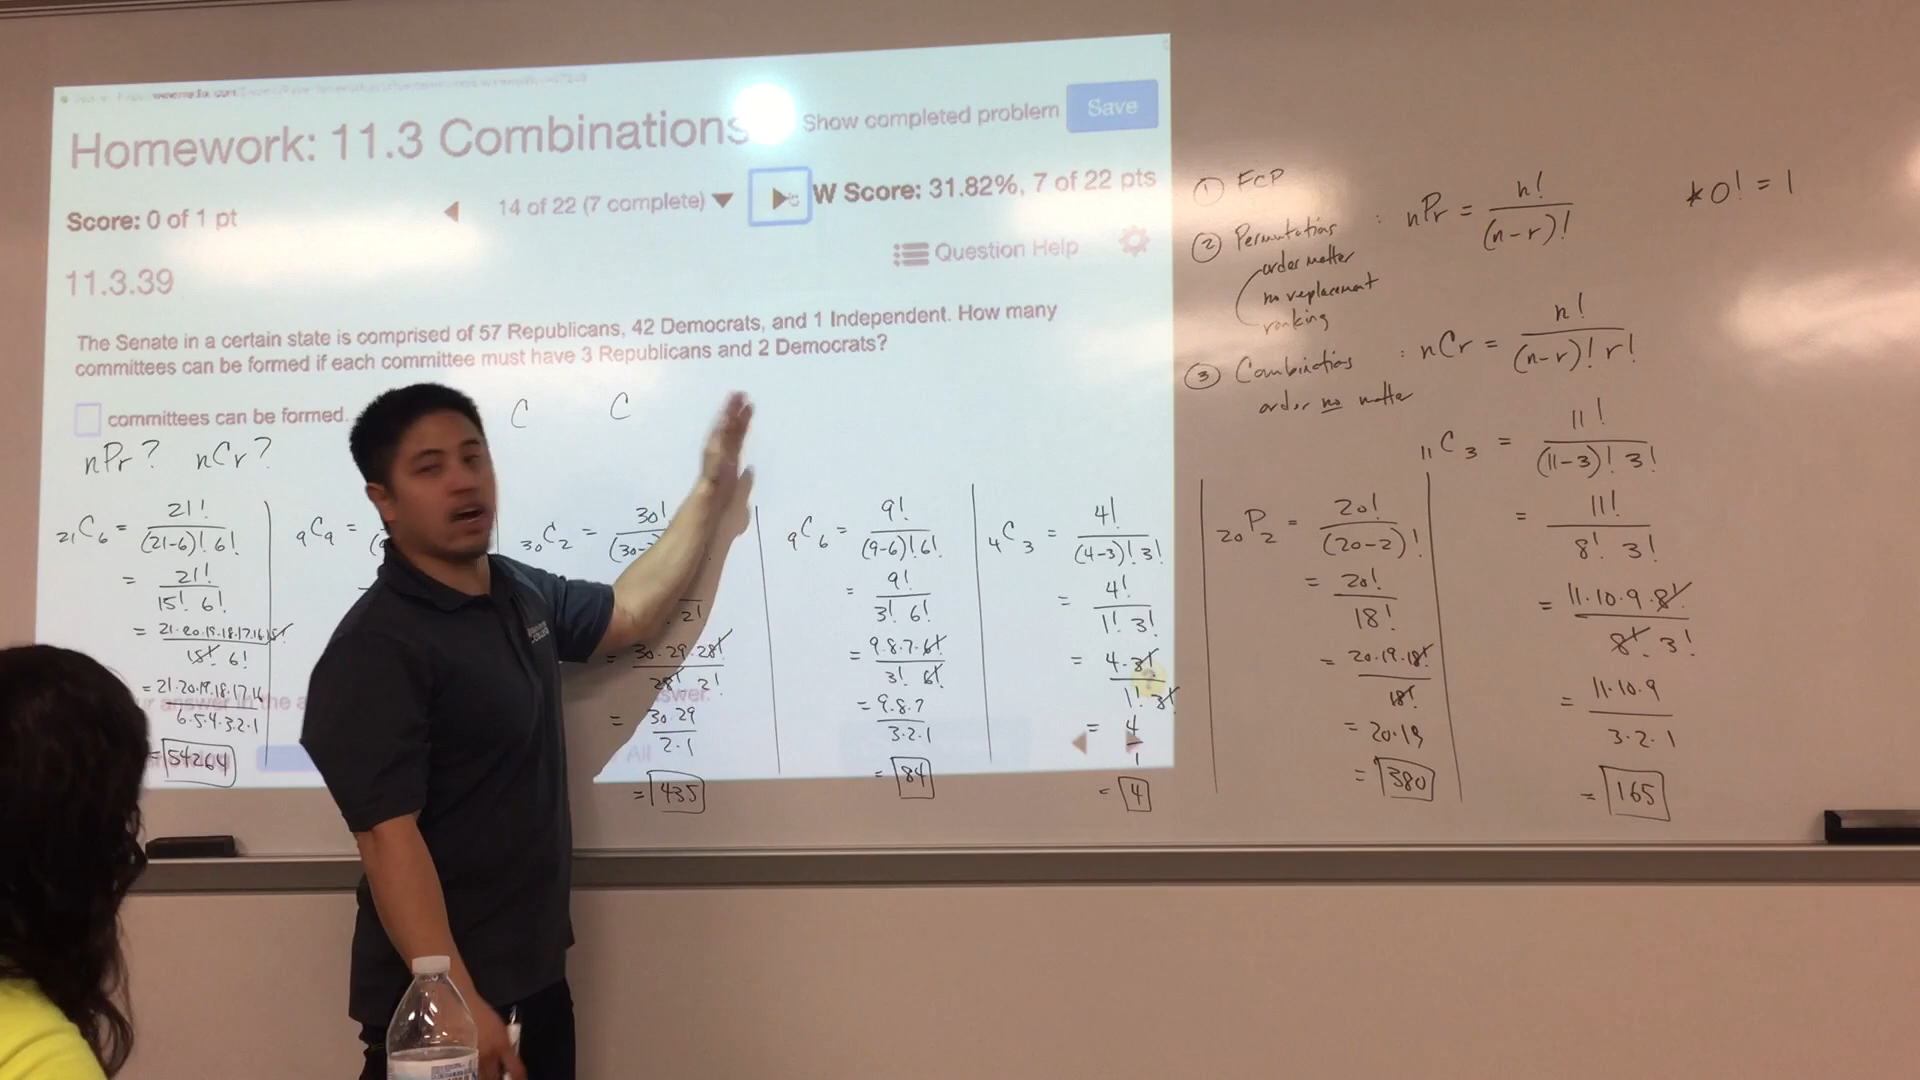 Homework: 11.3 Combinations
Show completed problem
Save
Score: 0 of 1 pt
14 of 22 (7 complete)
W Score: 31.82%, 7 of 22 pts
Question Help
11.3.39
The Senate in a certain state is comprised of 57 Republicans, 42 Democrats, and 1 Independent. How many
committees can be formed if each committee must have 3 Republicans and 2 Democrats?
committees can be formed.
C C
nPr? nCr?
① FCP
② Permutations : nPr = n! / (n-r)!
order matter
no replacement
ranking
* 0! = 1
③ Combinations : nCr = n! / (n-r)! r!
order no matter
21C6 = 21! / (21-6)! 6!
= 21! / 15! 6!
= 21·20·19·18·17·16·15! / 15! 6!
= 21·20·19·18·17·16 / 6·5·4·3·2·1
= 54264
9C9 =
30C2 = 30!
2!
= 30·29·28! / 28! 2!
= 30·29 / 2·1
= 435
9C6 = 9! / (9-6)! 6!
= 9! / 3! 6!
= 9·8·7·6! / 3! 6!
= 9·8·7 / 3·2·1
= 84
4C3 = 4! / (4-3)! 3!
= 4! / 1! 3!
= 4·3! / 1! 3!
= 4 / 1
= 4
20P2 = 20! / (20-2)!
= 20! / 18!
= 20·19·18! / 18!
= 20·19
= 380
11C3 = 11! / (11-3)! 3!
= 11! / 8! 3!
= 11·10·9·8! / 8! 3!
= 11·10·9 / 3·2·1
= 165
answer in the
All